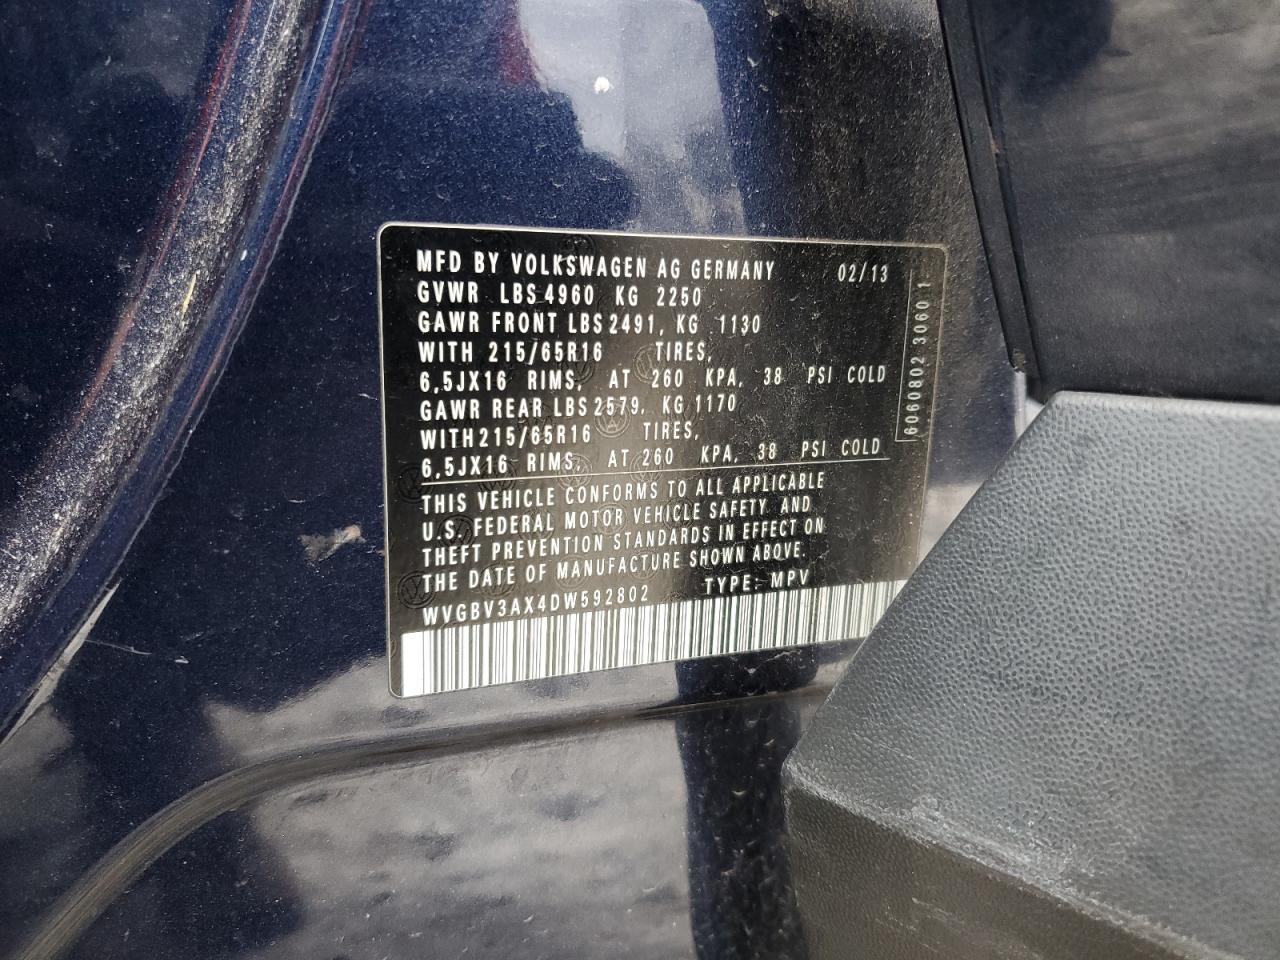 MFD BY VOLKSWAGEN AG GERMANY 02/13
GVWR LBS 4960 KG 2250
GAWR FRONT LBS 2491, KG 1130
WITH 215/65R16 TIRES,
6,5JX16 RIMS, AT 260 KPA, 38 PSI COLD
GAWR REAR LBS 2579, KG 1170
WITH 215/65R16 TIRES,
6,5JX16 RIMS, AT 260 KPA, 38 PSI COLD
6060802 3060 1
THIS VEHICLE CONFORMS TO ALL APPLICABLE
U.S. FEDERAL MOTOR VEHICLE SAFETY AND
THEFT PREVENTION STANDARDS IN EFFECT ON
THE DATE OF MANUFACTURE SHOWN ABOVE.
WVGBV3AX4DW592802 TYPE: MPV